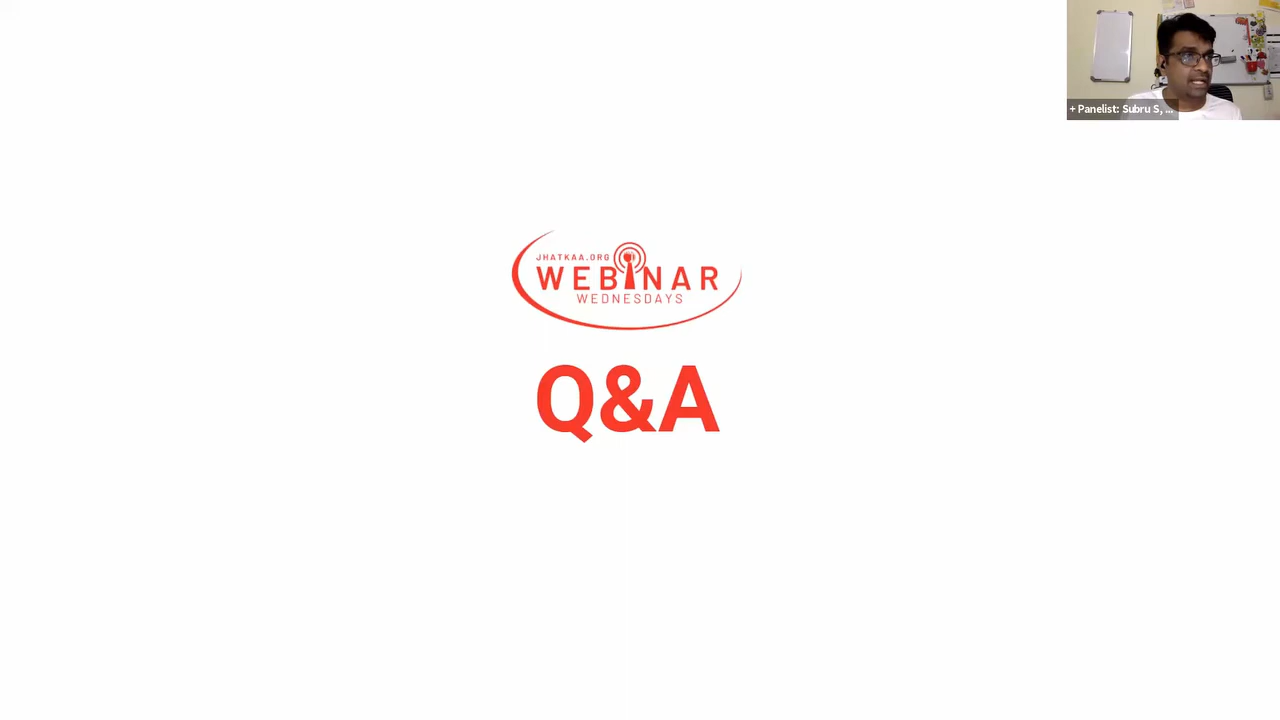 + Panelist: Subru S, ...
JHATKAA.ORG
WEBINAR
WEDNESDAYS
Q&A